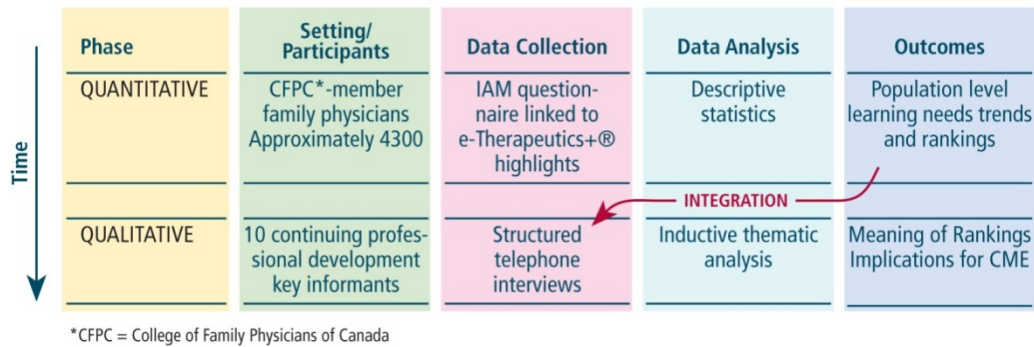 Time
Phase
Setting/
Participants
Data Collection
Data Analysis
Outcomes
QUANTITATIVE
CFPC*-member
family physicians
Approximately 4300
IAM question-
naire linked to
e-Therapeutics+®
highlights
Descriptive
statistics
Population level
learning needs trends
and rankings
INTEGRATION
QUALITATIVE
10 continuing profes-
sional development
key informants
Structured
telephone
interviews
Inductive thematic
analysis
Meaning of Rankings
Implications for CME
*CFPC = College of Family Physicians of Canada